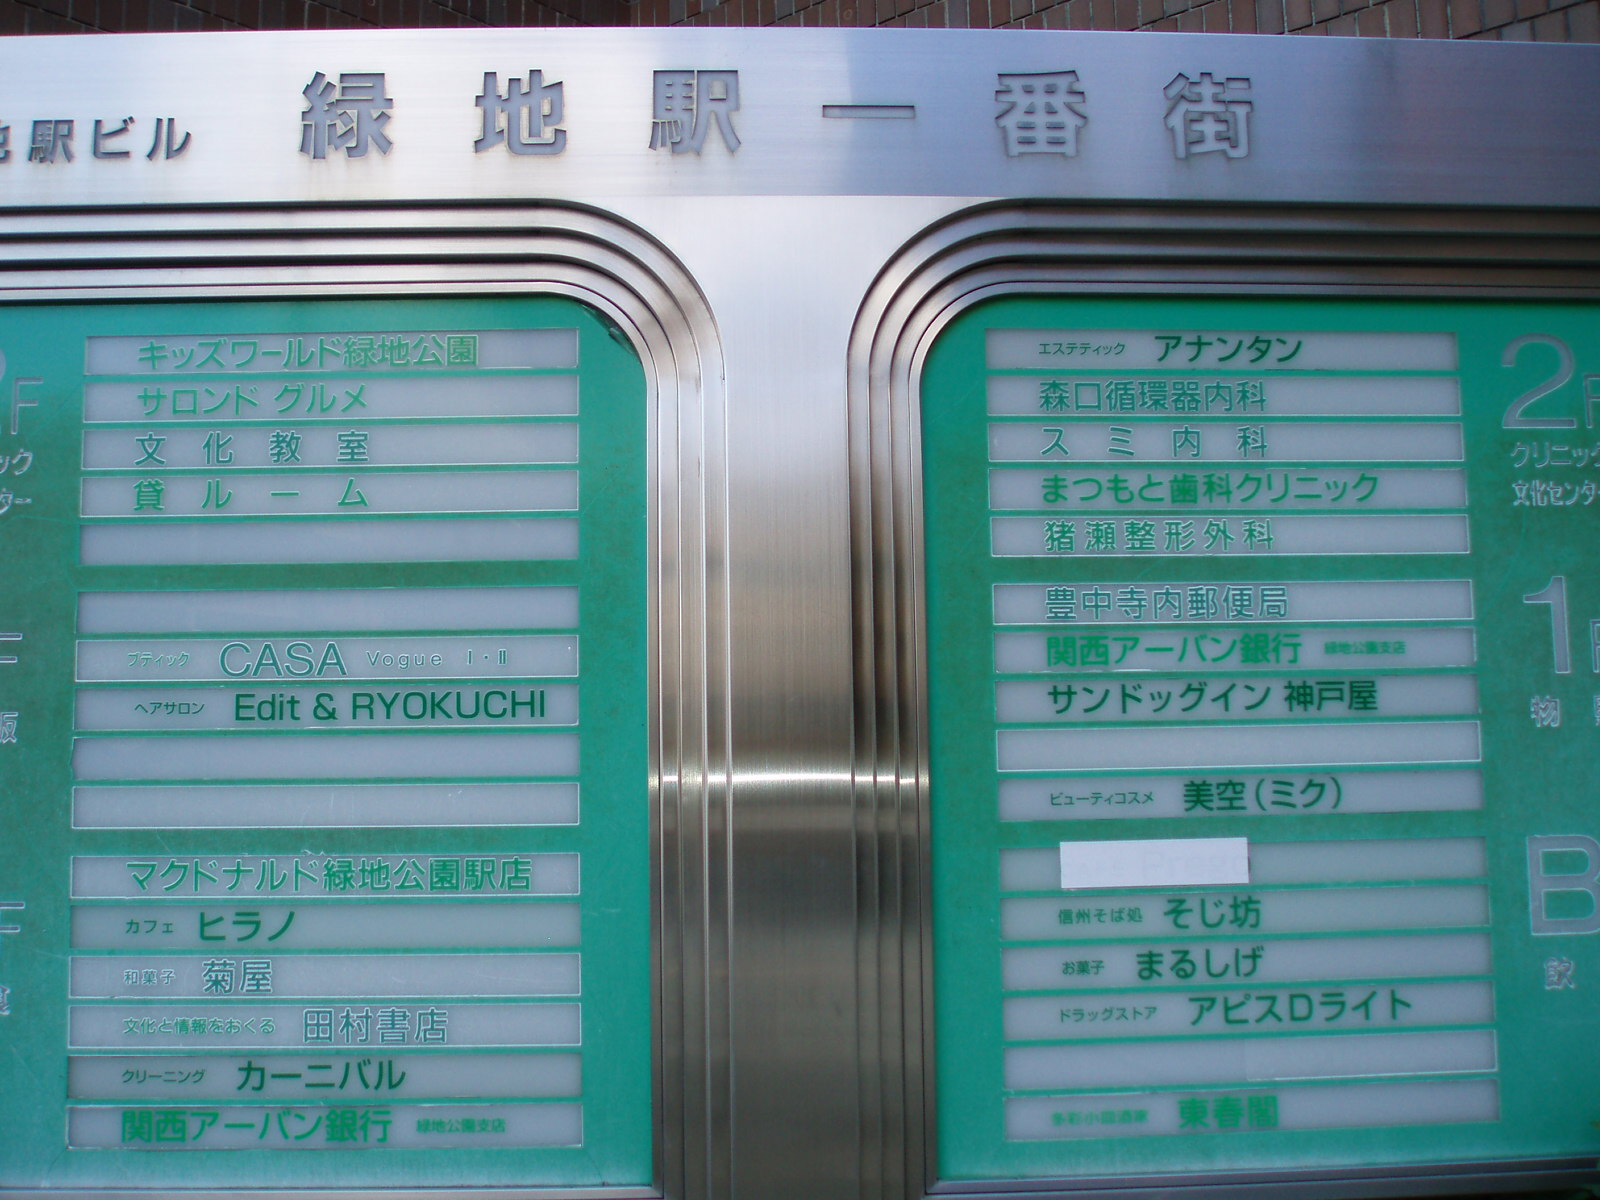 駅ビル 緑地駅一番街
キッズワールド緑地公園
サロンド グルメ
文化教室
貸ルーム
ブティック CASA Vogue Ⅰ・Ⅱ
ヘアサロン Edit & RYOKUCHI
マクドナルド緑地公園駅店
カフェ ヒラノ
和菓子 菊屋
文化と情報をおくる 田村書店
クリーニング カーニバル
関西アーバン銀行 緑地公園支店
エステティック アナンタン
森口循環器内科
スミ内科
まつもと歯科クリニック
猪瀬整形外科
豊中寺内郵便局
関西アーバン銀行 緑地公園支店
サンドッグイン 神戸屋
ビューティコスメ 美空(ミク)
信州そば処 そじ坊
お菓子 まるしげ
ドラッグストア アピスDライト
多彩小皿酒家 東春閣
2F
クリニック
文化センター
1F
物
B
飲